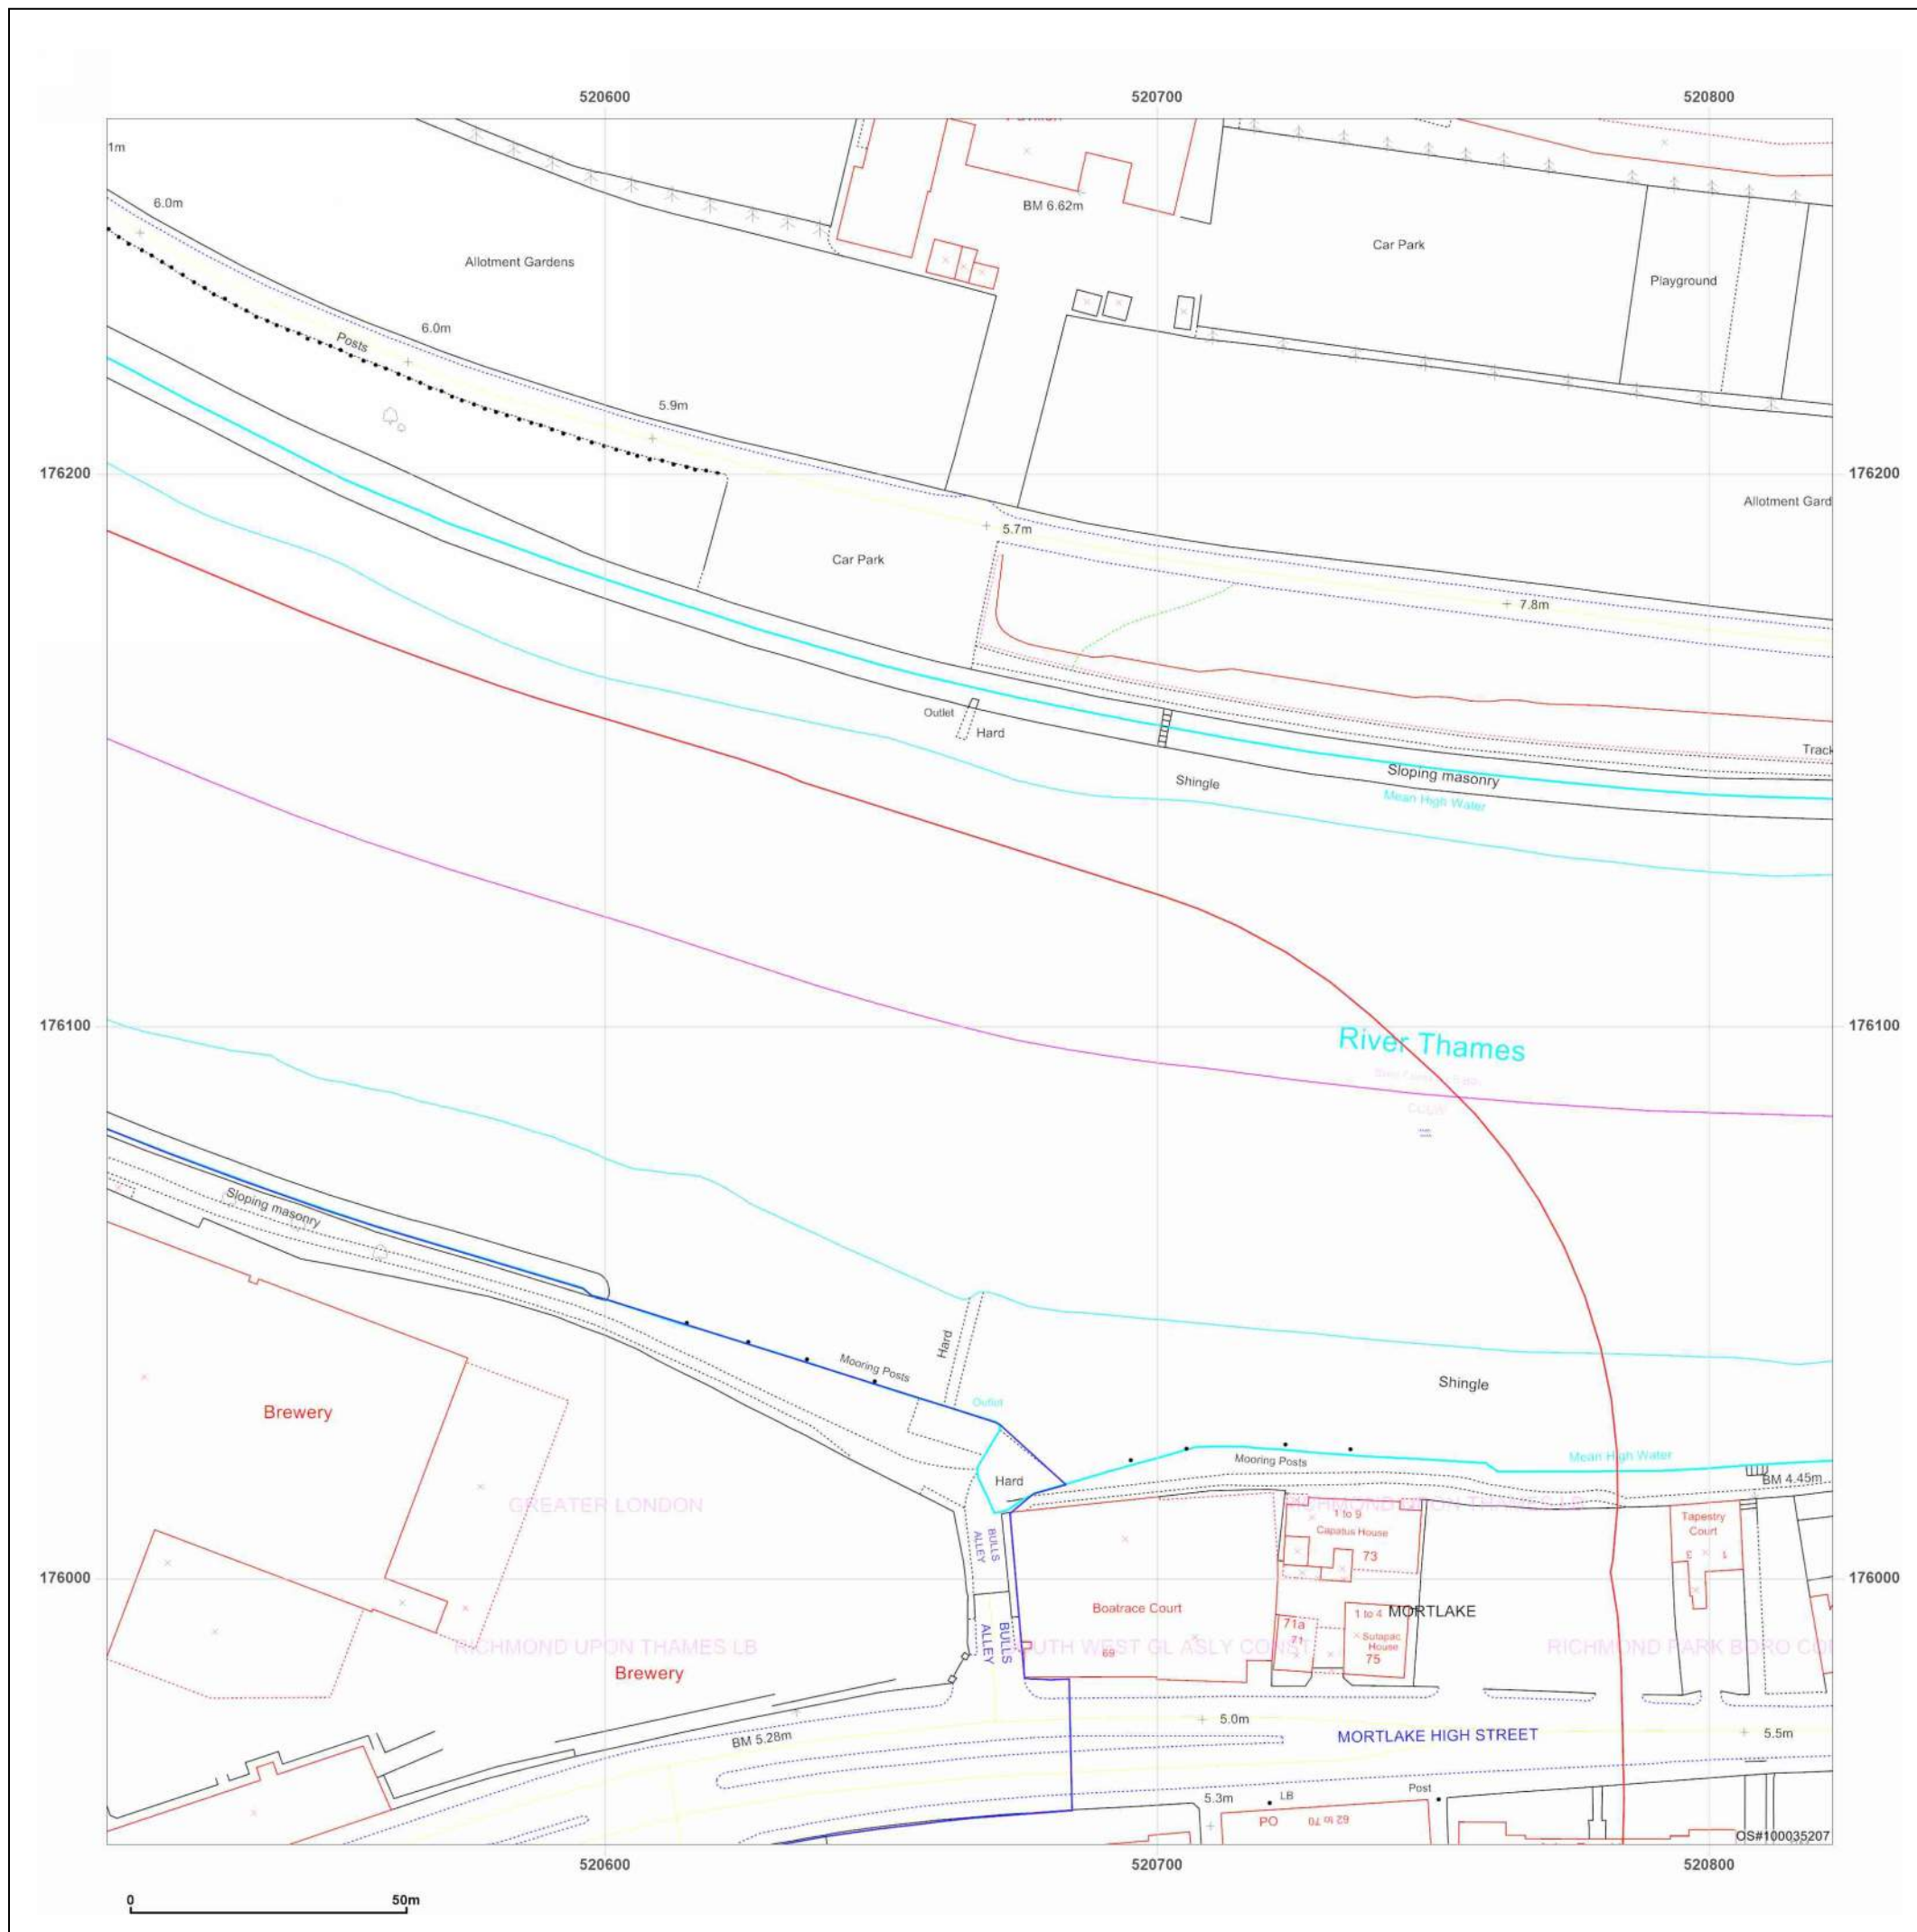 520600
520700
520800
1m
6.0m
BM 6.62m
Car Park
Allotment Gardens
Playground
6.0m
Posts
5.9m
176200
176200
Allotment Gard
5.7m
Car Park
7.8m
Outlet
Hard
Track
Sloping masonry
Shingle
Mean High Water
176100
176100
River Thames
Sloping masonry
Hard
Mooring Posts
Shingle
Brewery
Outlet
Mean High Water
Mooring Posts
Hard
BM 4.45m
GREATER LONDON
RICHMOND UPON THAMES LB
1 to 9
Capatus House
Tapestry
Court
BULLS
ALLEY
73
3
1
176000
176000
Boatrace Court
1 to 4
MORTLAKE
71a
71
Sutapac
House
75
BULLS
ALLEY
RICHMOND UPON THAMES LB
69
Brewery
5.0m
BM 5.28m
MORTLAKE HIGH STREET
5.5m
Post
5.3m
LB
PO
62 to 70
OS#100035207
520600
520700
520800
0
50m